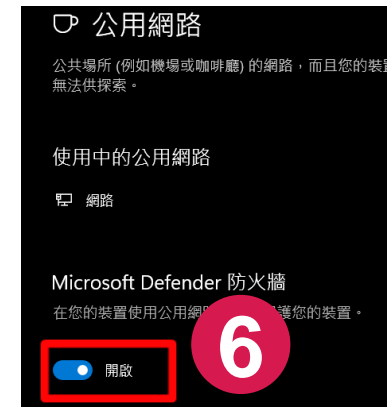 公用網路
公共場所 (例如機場或咖啡廳) 的網路，而且您的裝
無法供探索。
使用中的公用網路
網路
Microsoft Defender 防火牆
在您的裝置使用公用網 護您的裝置。
6
開啟